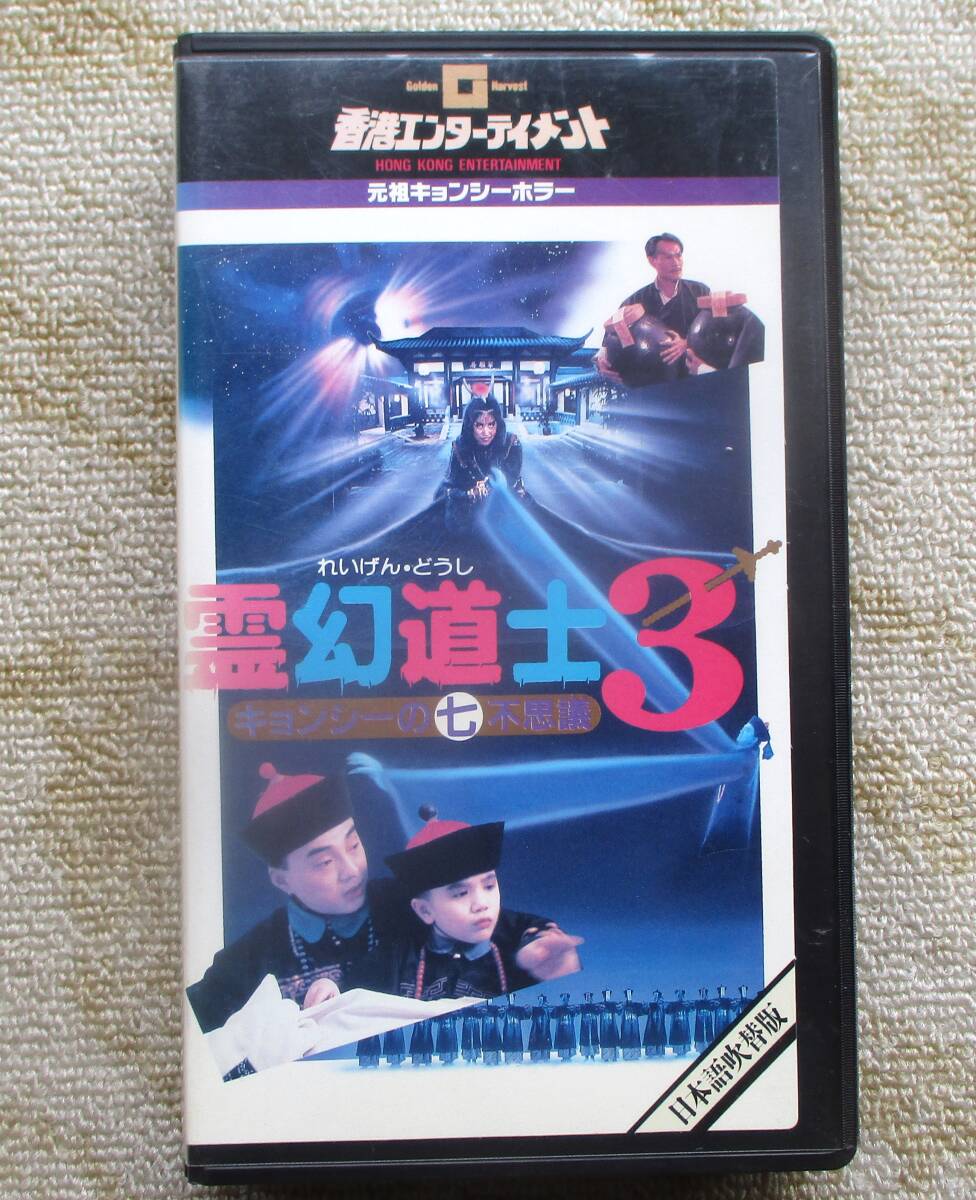 Golden Harvest
香港エンターテイメント
HONG KONG ENTERTAINMENT
元祖キョンシーホラー
れいげん・どうし
霊幻道士3
キョンシーの七不思議
日本語吹替版